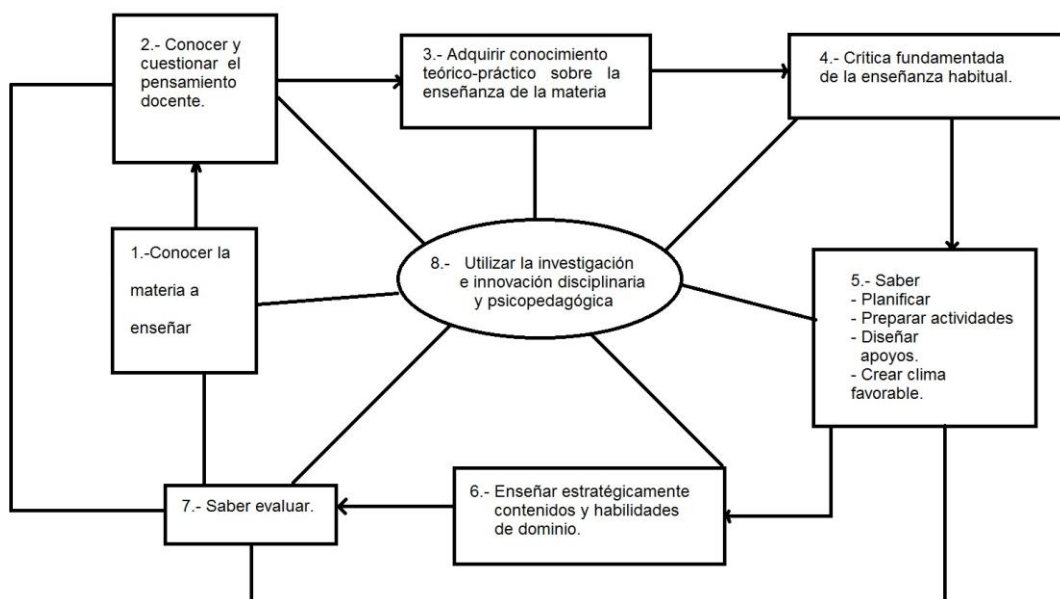 1.-Conocer la
materia a
enseñar
2.- Conocer y
cuestionar el
pensamiento
docente.
3.- Adquirir conocimiento
teórico-práctico sobre la
enseñanza de la materia
4.- Crítica fundamentada
de la enseñanza habitual.
5.- Saber
- Planificar
- Preparar actividades
- Diseñar
apoyos.
- Crear clima
favorable.
6.- Enseñar estratégicamente
contenidos y habilidades
de dominio.
7.- Saber evaluar.
8.- Utilizar la investigación
e innovación disciplinaria
y psicopedagógica